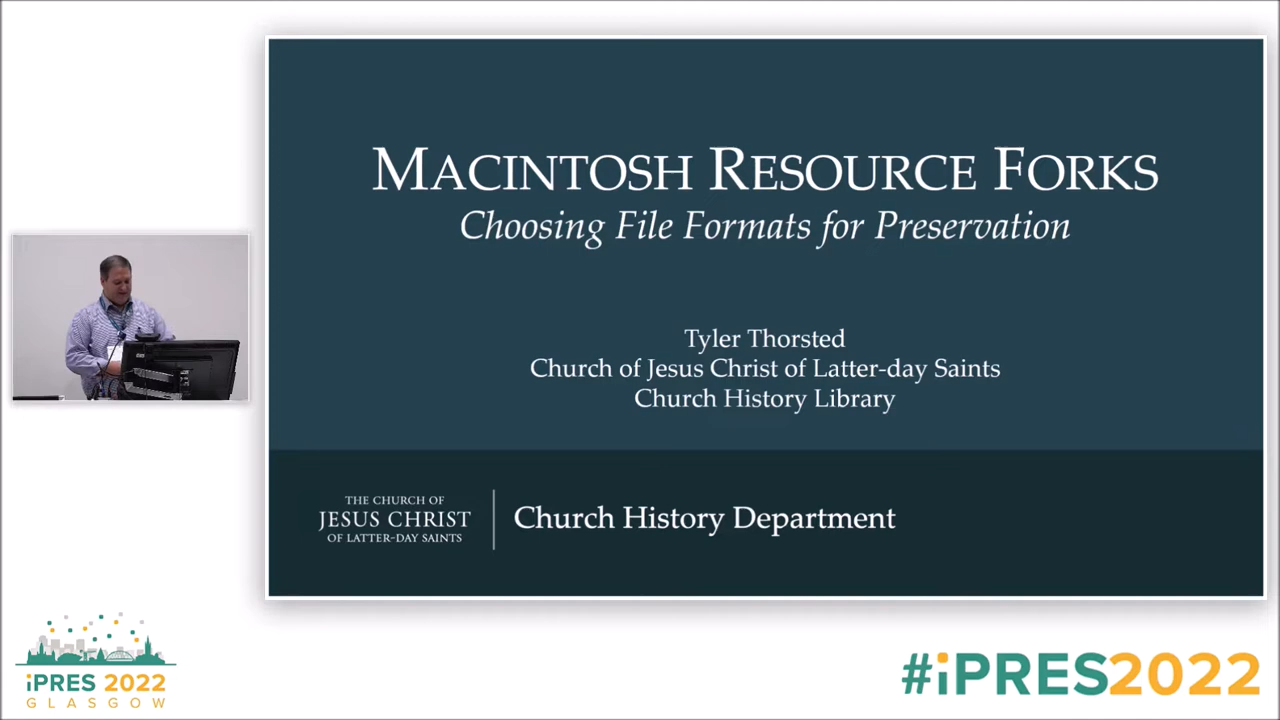 MACINTOSH RESOURCE FORKS
Choosing File Formats for Preservation
Tyler Thorsted
Church of Jesus Christ of Latter-day Saints
Church History Library
THE CHURCH OF
JESUS CHRIST
OF LATTER-DAY SAINTS
Church History Department
iPRES 2022
GLASGOW
#iPRES2022